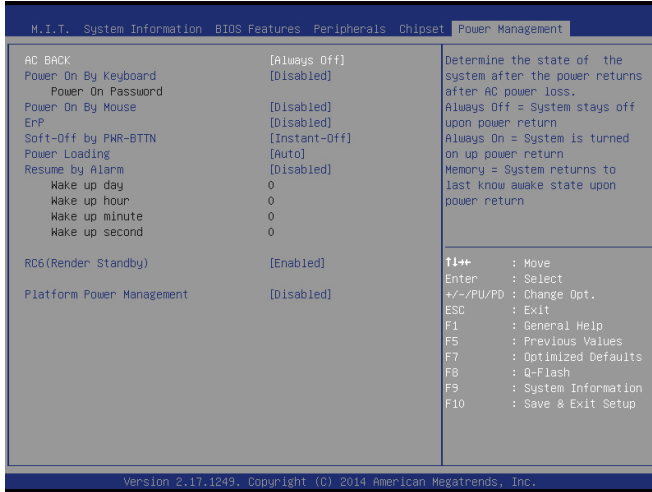 M.I.T. System Information BIOS Features Peripherals Chipset Power Management
AC BACK [Always Off]
Power On By Keyboard [Disabled]
Power On Password
Power On By Mouse [Disabled]
ErP [Disabled]
Soft-Off by PWR-BTTN [Instant-Off]
Power Loading [Auto]
Resume by Alarm [Disabled]
Wake up day 0
Wake up hour 0
Wake up minute 0
Wake up second 0
RC6(Render Standby) [Enabled]
Platform Power Management [Disabled]
Determine the state of the
system after the power returns
after AC power loss.
Always Off = System stays off
upon power return
Always On = System is turned
on up power return
Memory = System returns to
last know awake state upon
power return
↑↓→← : Move
Enter : Select
+/-/PU/PD : Change Opt.
ESC : Exit
F1 : General Help
F5 : Previous Values
F7 : Optimized Defaults
F8 : Q-Flash
F9 : System Information
F10 : Save & Exit Setup
Version 2.17.1249. Copyright (C) 2014 American Megatrends, Inc.